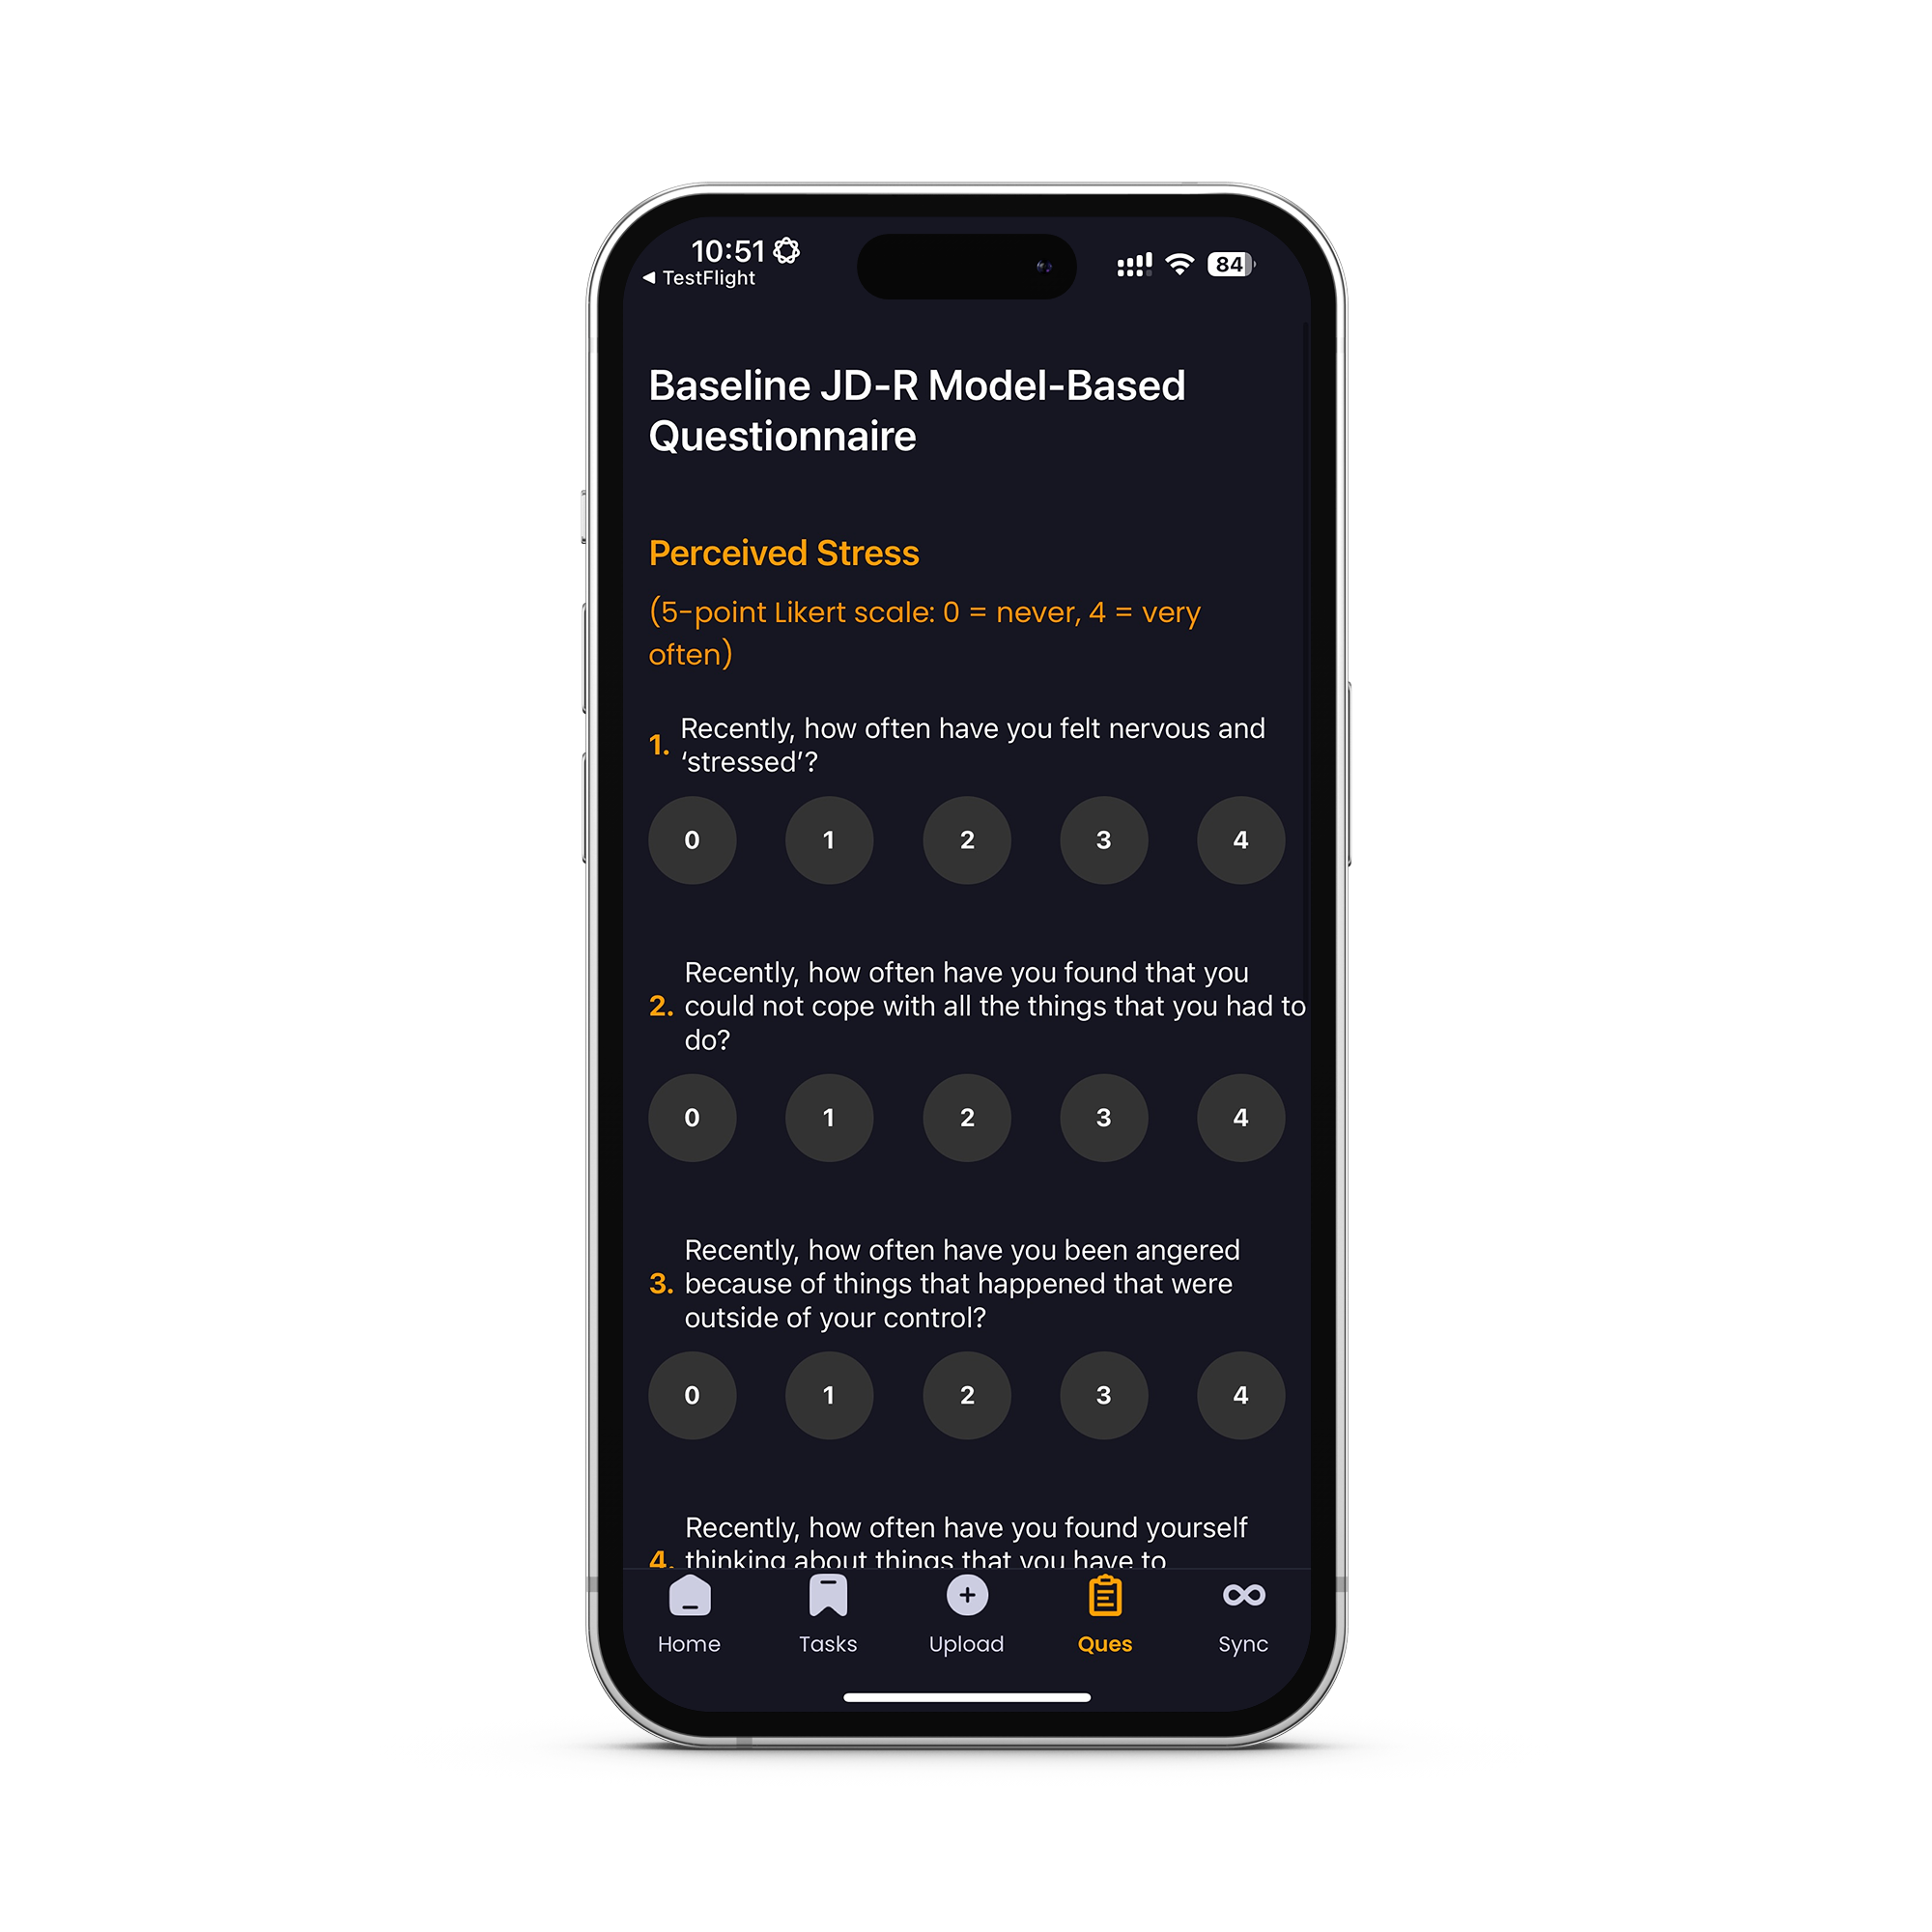 10:51
◀ TestFlight
84
Baseline JD-R Model-Based
Questionnaire
Perceived Stress
(5-point Likert scale: 0 = never, 4 = very
often)
1. Recently, how often have you felt nervous and
‘stressed’?
0 1 2 3 4
Recently, how often have you found that you
2. could not cope with all the things that you had to
do?
0 1 2 3 4
Recently, how often have you been angered
3. because of things that happened that were
outside of your control?
0 1 2 3 4
Recently, how often have you found yourself
4. thinking about things that you have to
Home Tasks Upload Ques Sync